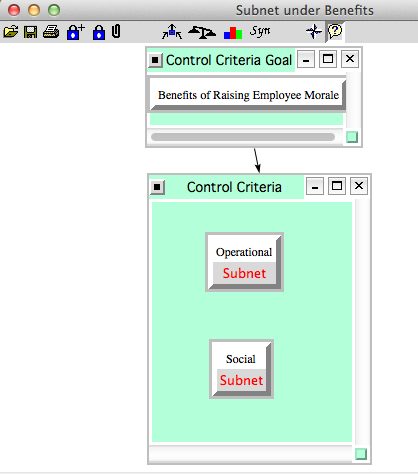 Subnet under Benefits
Syn
Control Criteria Goal
Benefits of Raising Employee Morale
Control Criteria
Operational
Subnet
Social
Subnet